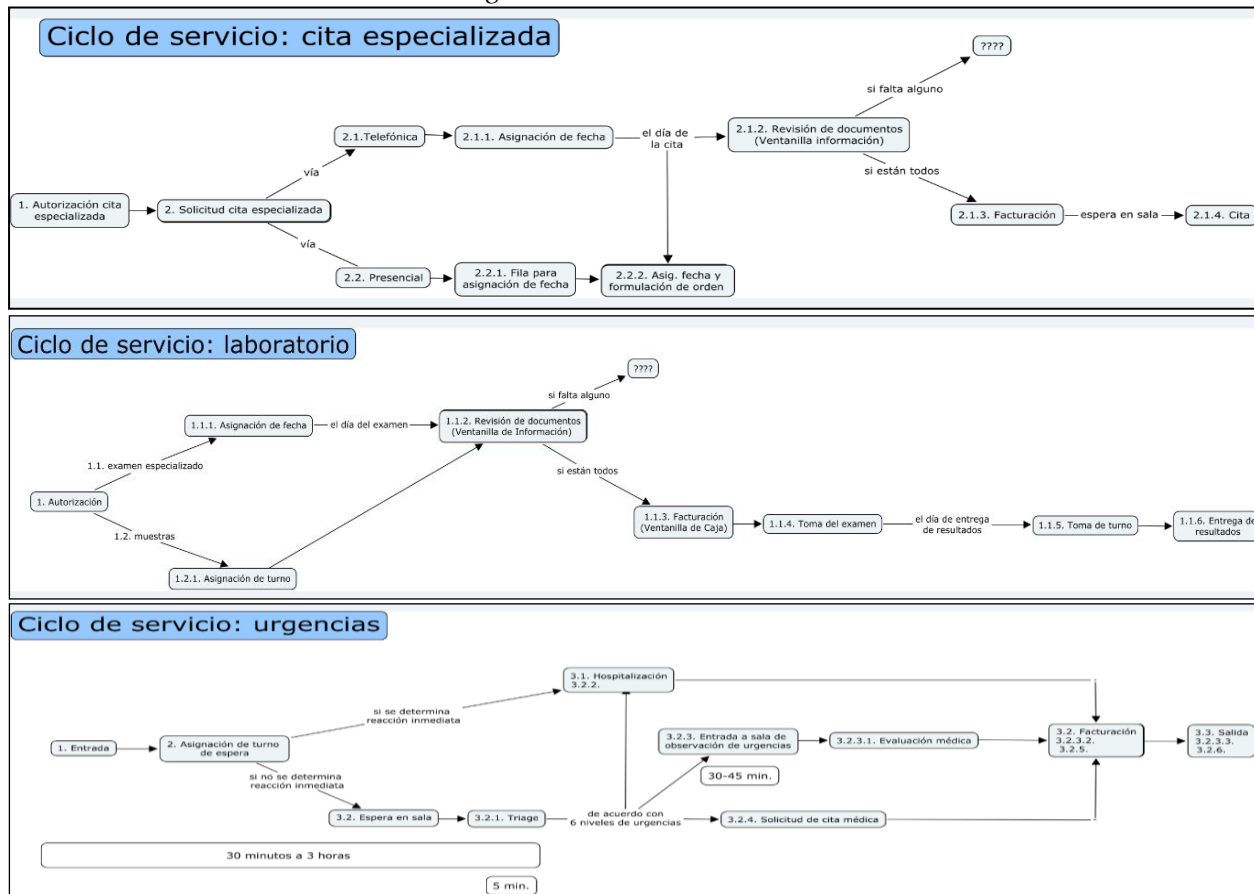 Ciclo de servicio: cita especializada
????
si falta alguno
2.1.Telefónica
2.1.1. Asignación de fecha
el día de
la cita
2.1.2. Revisión de documentos
(Ventanilla información)
vía
si están todos
1. Autorización cita
especializada
2. Solicitud cita especializada
2.1.3. Facturación
espera en sala
2.1.4. Cita
vía
2.2. Presencial
2.2.1. Fila para
asignación de fecha
2.2.2. Asig. fecha y
formulación de orden
Ciclo de servicio: laboratorio
????
si falta alguno
1.1.1. Asignación de fecha
el día del examen
1.1.2. Revisión de documentos
(Ventanilla de Información)
1.1. examen especializado
si están todos
1. Autorización
1.1.3. Facturación
(Ventanilla de Caja)
1.1.4. Toma del examen
el día de entrega
de resultados
1.1.5. Toma de turno
1.1.6. Entrega de
resultados
1.2. muestras
1.2.1. Asignación de turno
Ciclo de servicio: urgencias
3.1. Hospitalización
3.2.2.
si se determina
reacción inmediata
1. Entrada
2. Asignación de turno
de espera
3.2.3. Entrada a sala de
observación de urgencias
3.2.3.1. Evaluación médica
3.2. Facturación
3.2.3.2.
3.2.5.
3.3. Salida
3.2.3.3.
3.2.6.
30-45 min.
si no se determina
reacción inmediata
3.2. Espera en sala
3.2.1. Triage
de acuerdo con
6 niveles de urgencias
3.2.4. Solicitud de cita médica
30 minutos a 3 horas
5 min.